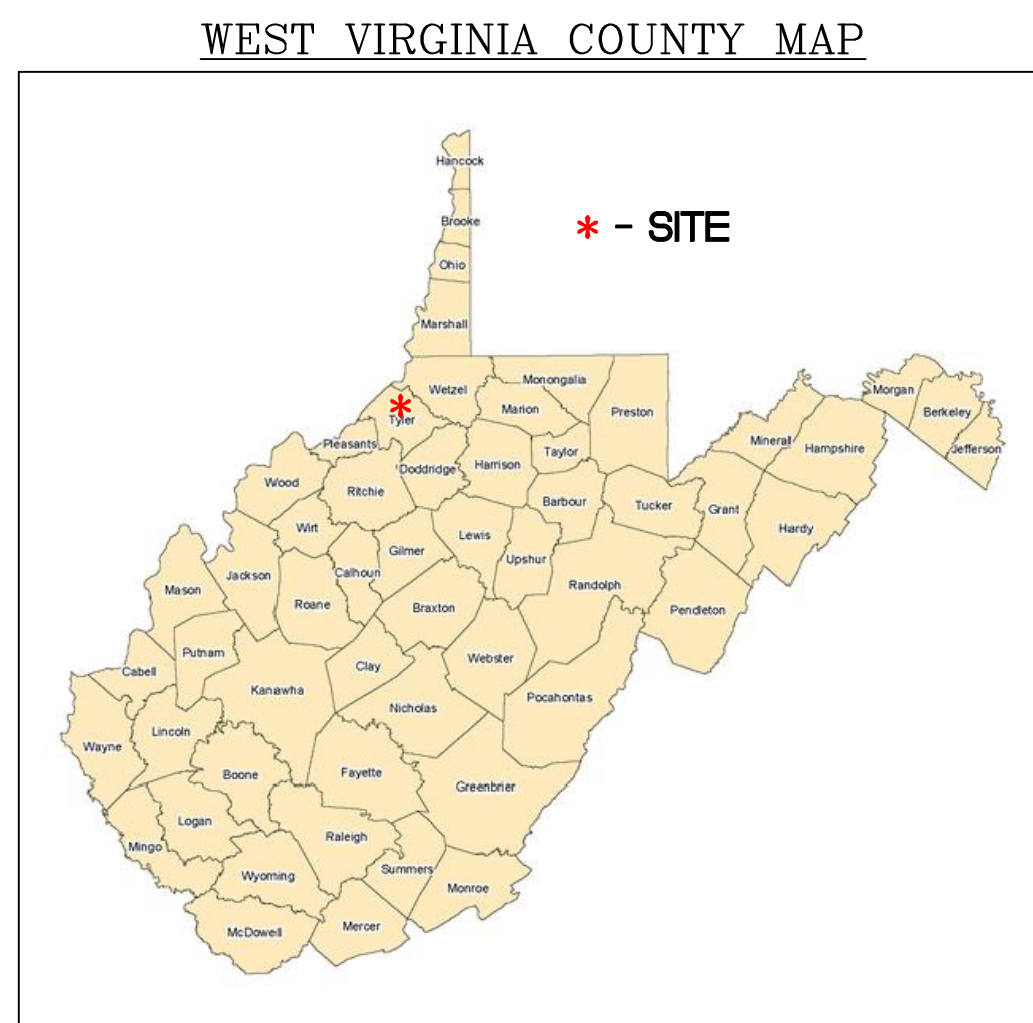 WEST VIRGINIA COUNTY MAP
Hancock
Brooke
* - SITE
Ohio
Marshall
Wetzel
Monongalia
Morgan
Marion
Preston
Berkeley
Tyler
Pleasants
Mineral
Hampshire
Jefferson
Taylor
Doddridge
Harrison
Wood
Ritchie
Barbour
Tucker
Grant
Wirt
Lewis
Hardy
Gilmer
Upshur
Jackson
Calhoun
Randolph
Mason
Roane
Braxton
Pendleton
Putnam
Webster
Clay
Cabell
Kanawha
Pocahontas
Nicholas
Lincoln
Wayne
Boone
Fayette
Greenbrier
Logan
Raleigh
Mingo
Summers
Wyoming
Monroe
Mercer
McDowell